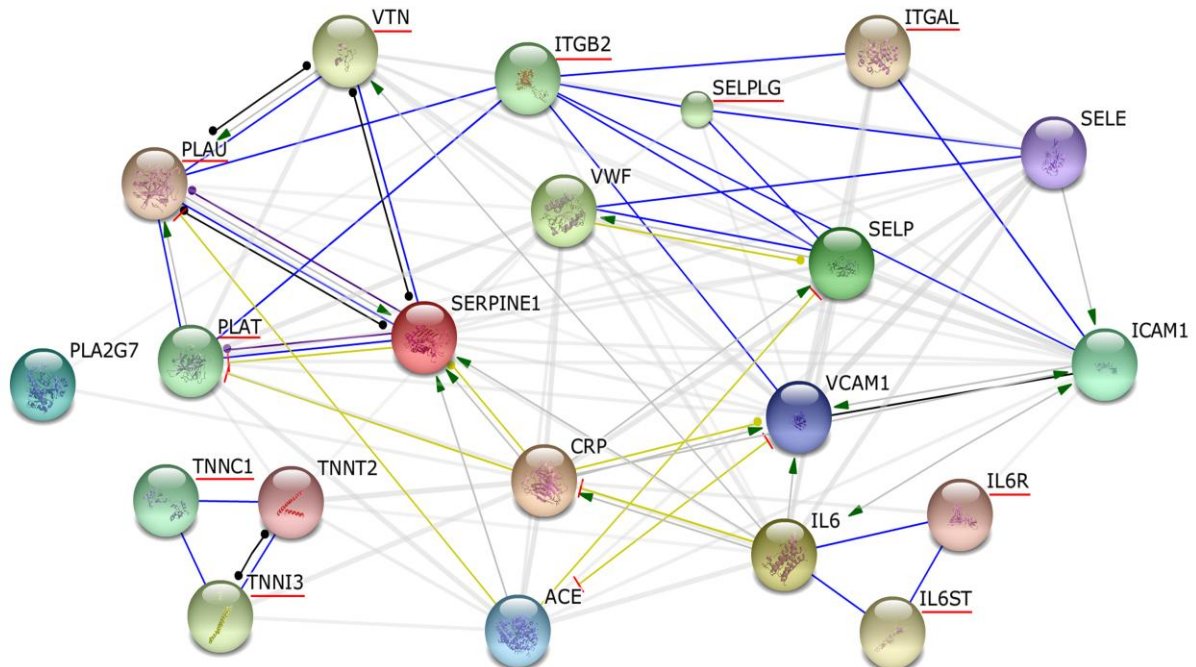 VTN
ITGB2
ITGAL
SELPLG
SELE
PLAU
VWF
SELP
SERPINE1
PLAT
ICAM1
PLA2G7
VCAM1
CRP
TNNC1
TNNT2
IL6R
IL6
TNNI3
ACE
IL6ST